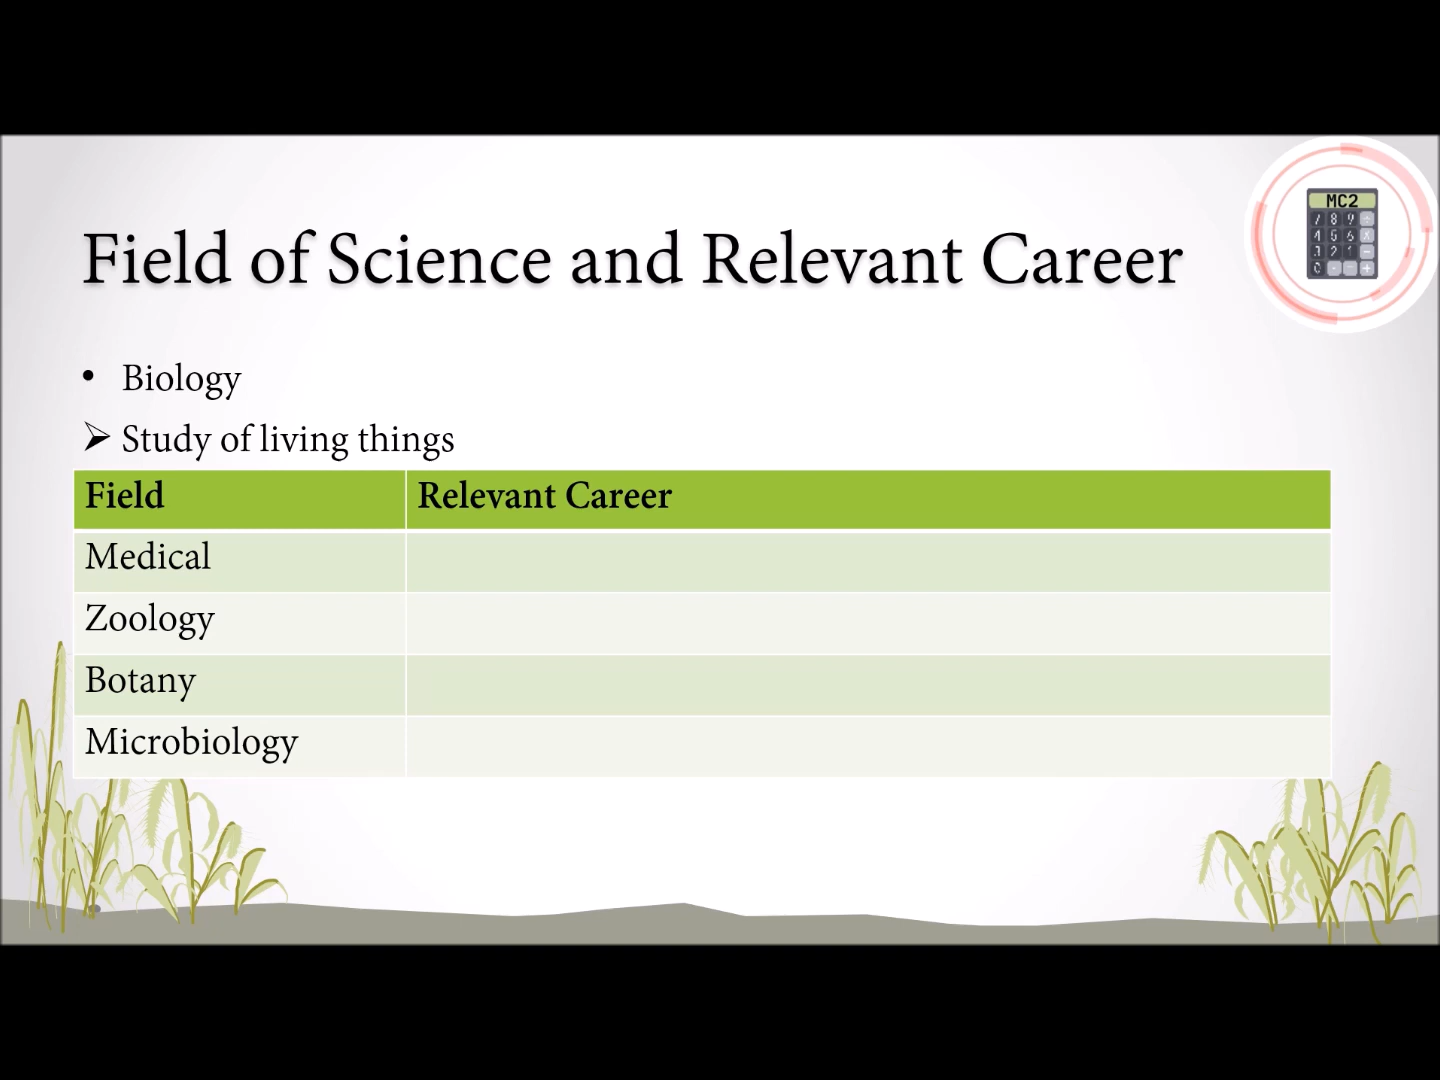 MC2
Field of Science and Relevant Career
• Biology
➢ Study of living things
Field Relevant Career
Medical
Zoology
Botany
Microbiology